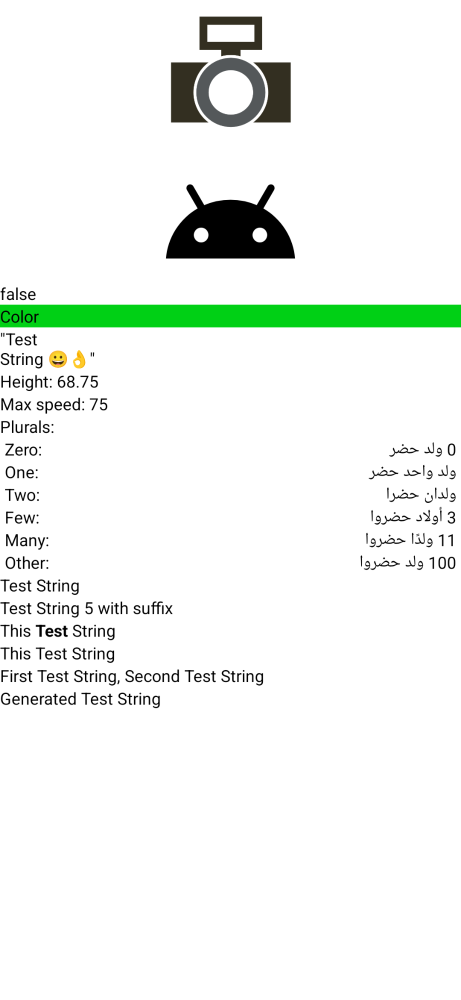 false
Color
"Test
String 😀👌"
Height: 68.75
Max speed: 75
Plurals:
Zero: 0 ولد حضر
One: ولد واحد حضر
Two: ولدان حضرا
Few: 3 أولاد حضروا
Many: 11 ولدًا حضروا
Other: 100 ولد حضروا
Test String
Test String 5 with suffix
This Test String
This Test String
First Test String, Second Test String
Generated Test String